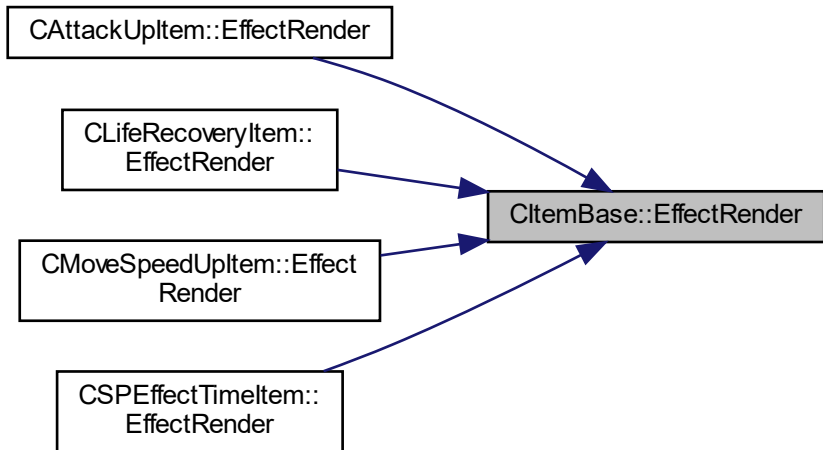 CAttackUpItem::EffectRender
CLifeRecoveryItem::
EffectRender
CItemBase::EffectRender
CMoveSpeedUpItem::Effect
Render
CSPEffectTimeItem::
EffectRender